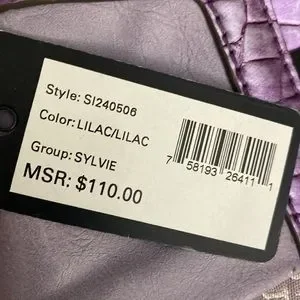 Style: SI240506
Color: LILAC/LILAC
Group: SYLVIE
MSR: $110.00
7 58193 26411 1